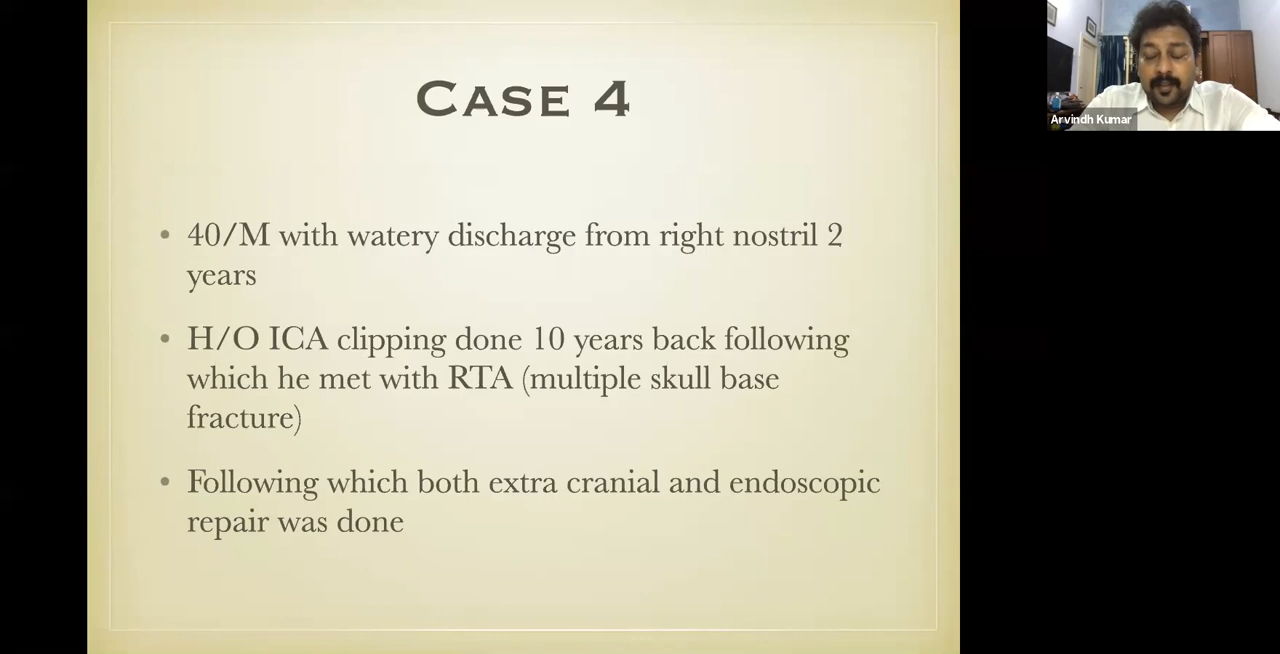 Case 4
• 40/M with watery discharge from right nostril 2
years
• H/O ICA clipping done 10 years back following
which he met with RTA (multiple skull base
fracture)
• Following which both extra cranial and endoscopic
repair was done
Arvindh Kumar